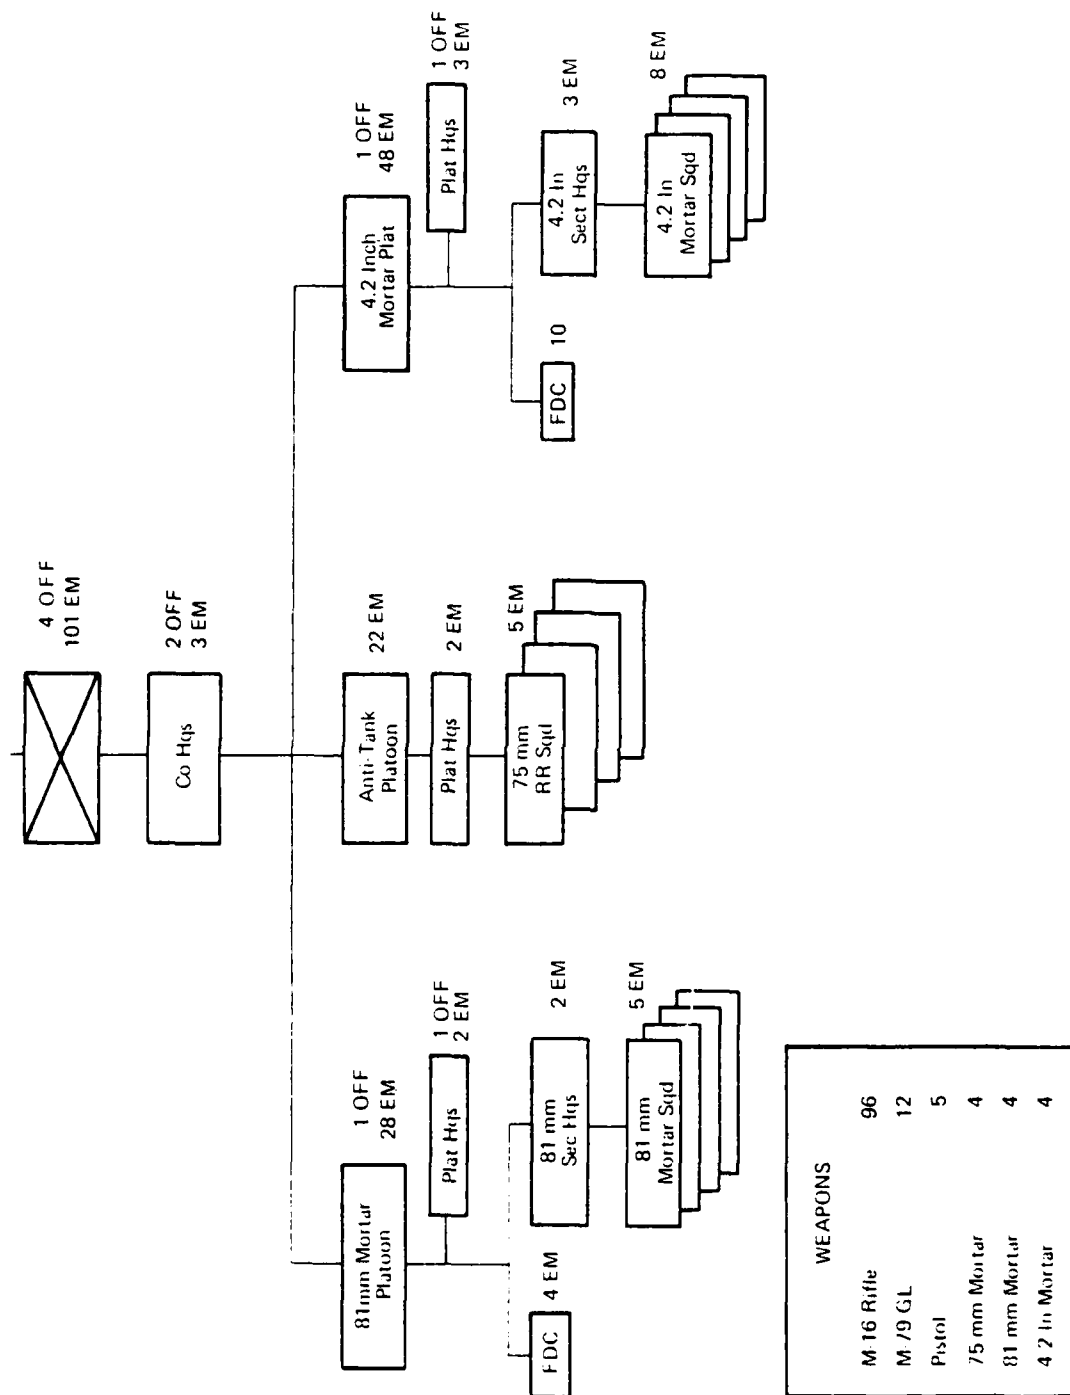 4 OFF
101 EM
Co Hqs
2 OFF
3 EM
81mm Mortar
Platoon
1 OFF
28 EM
Plat Hqs
1 OFF
2 EM
FDC
4 EM
81 mm
Sec Hqs
2 EM
81 mm
Mortar Sqd
5 EM
Anti-Tank
Platoon
22 EM
Plat Hqs
2 EM
75 mm
RR Sqd
5 EM
4.2 Inch
Mortar Plat
1 OFF
48 EM
Plat Hqs
1 OFF
3 EM
FDC
10
4.2 In
Sect Hqs
3 EM
4.2 In
Mortar Sqd
8 EM
WEAPONS
M-16 Rifle 96
M-79 GL 12
Pistol 5
75 mm Mortar 4
81 mm Mortar 4
4.2 In Mortar 4